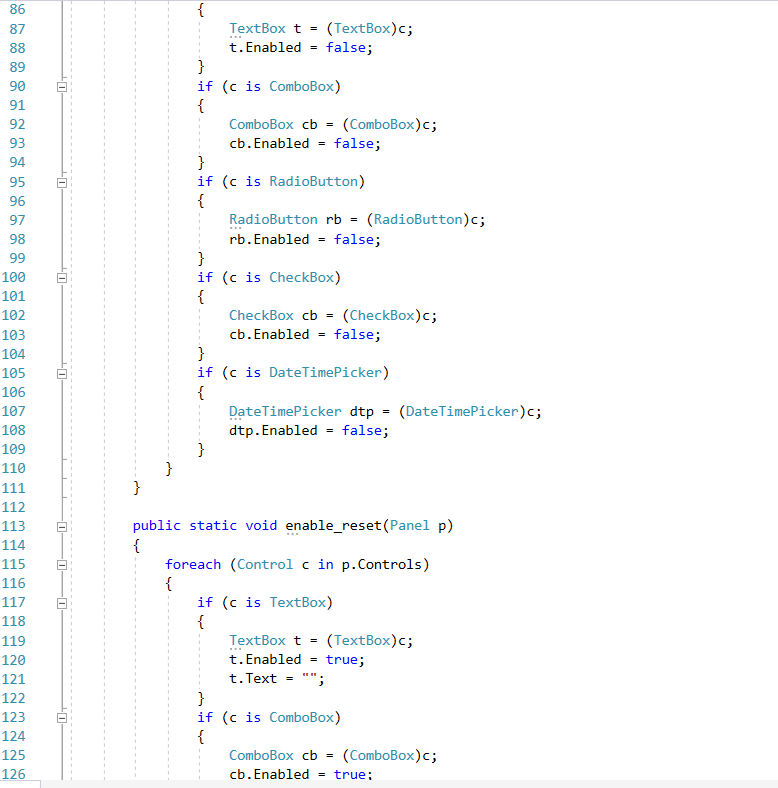 86 {
87 TextBox t = (TextBox)c;
88 t.Enabled = false;
89 }
90 if (c is ComboBox)
91 {
92 ComboBox cb = (ComboBox)c;
93 cb.Enabled = false;
94 }
95 if (c is RadioButton)
96 {
97 RadioButton rb = (RadioButton)c;
98 rb.Enabled = false;
99 }
100 if (c is CheckBox)
101 {
102 CheckBox cb = (CheckBox)c;
103 cb.Enabled = false;
104 }
105 if (c is DateTimePicker)
106 {
107 DateTimePicker dtp = (DateTimePicker)c;
108 dtp.Enabled = false;
109 }
110 }
111 }
112
113 public static void enable_reset(Panel p)
114 {
115 foreach (Control c in p.Controls)
116 {
117 if (c is TextBox)
118 {
119 TextBox t = (TextBox)c;
120 t.Enabled = true;
121 t.Text = "";
122 }
123 if (c is ComboBox)
124 {
125 ComboBox cb = (ComboBox)c;
126 cb.Enabled = true;